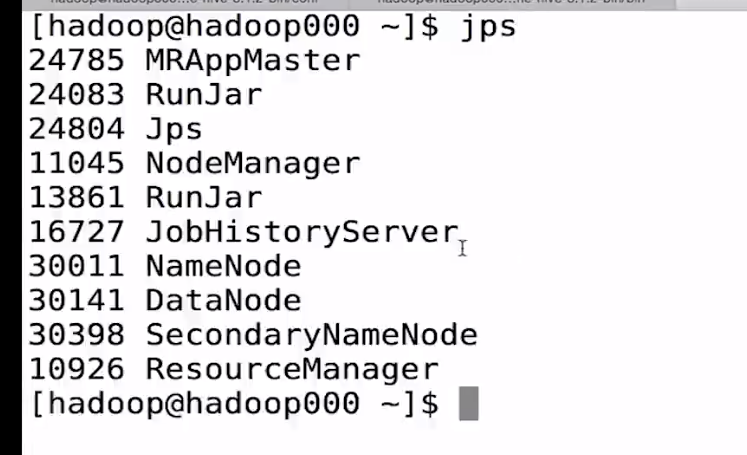 [hadoop@hadoop000 ~]$ jps
24785 MRAppMaster
24083 RunJar
24804 Jps
11045 NodeManager
13861 RunJar
16727 JobHistoryServer
30011 NameNode
30141 DataNode
30398 SecondaryNameNode
10926 ResourceManager
[hadoop@hadoop000 ~]$